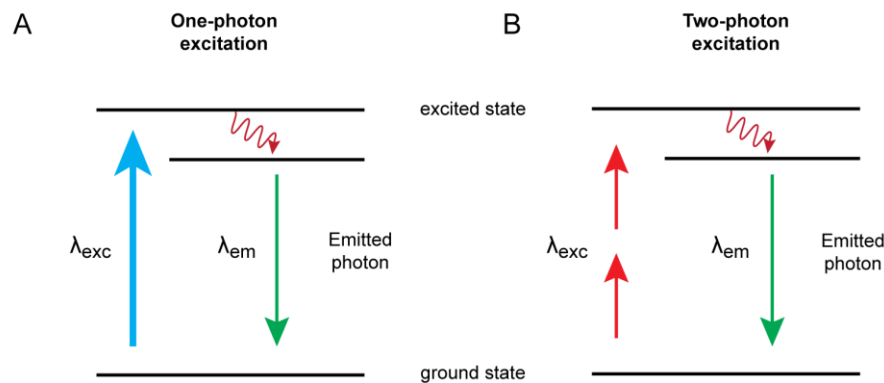 A
One-photon
excitation
B
Two-photon
excitation
excited state
λexc
λem
Emitted
photon
λexc
λem
Emitted
photon
ground state